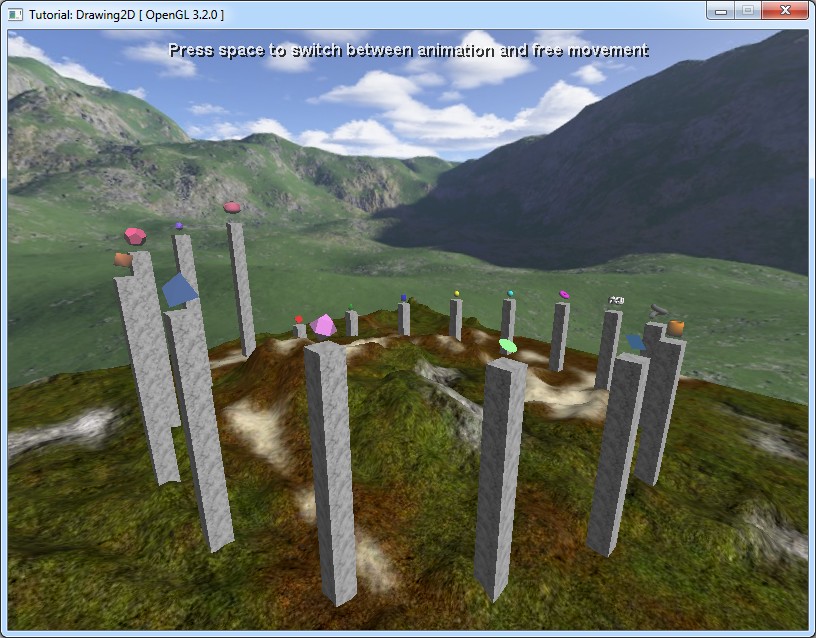 Tutorial: Drawing2D [ OpenGL 3.2.0 ]
Press space to switch between animation and free movement